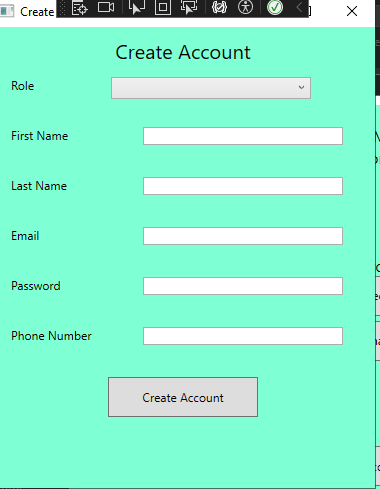 Create
Create Account
Role
First Name
Last Name
Email
Password
Phone Number
Create Account